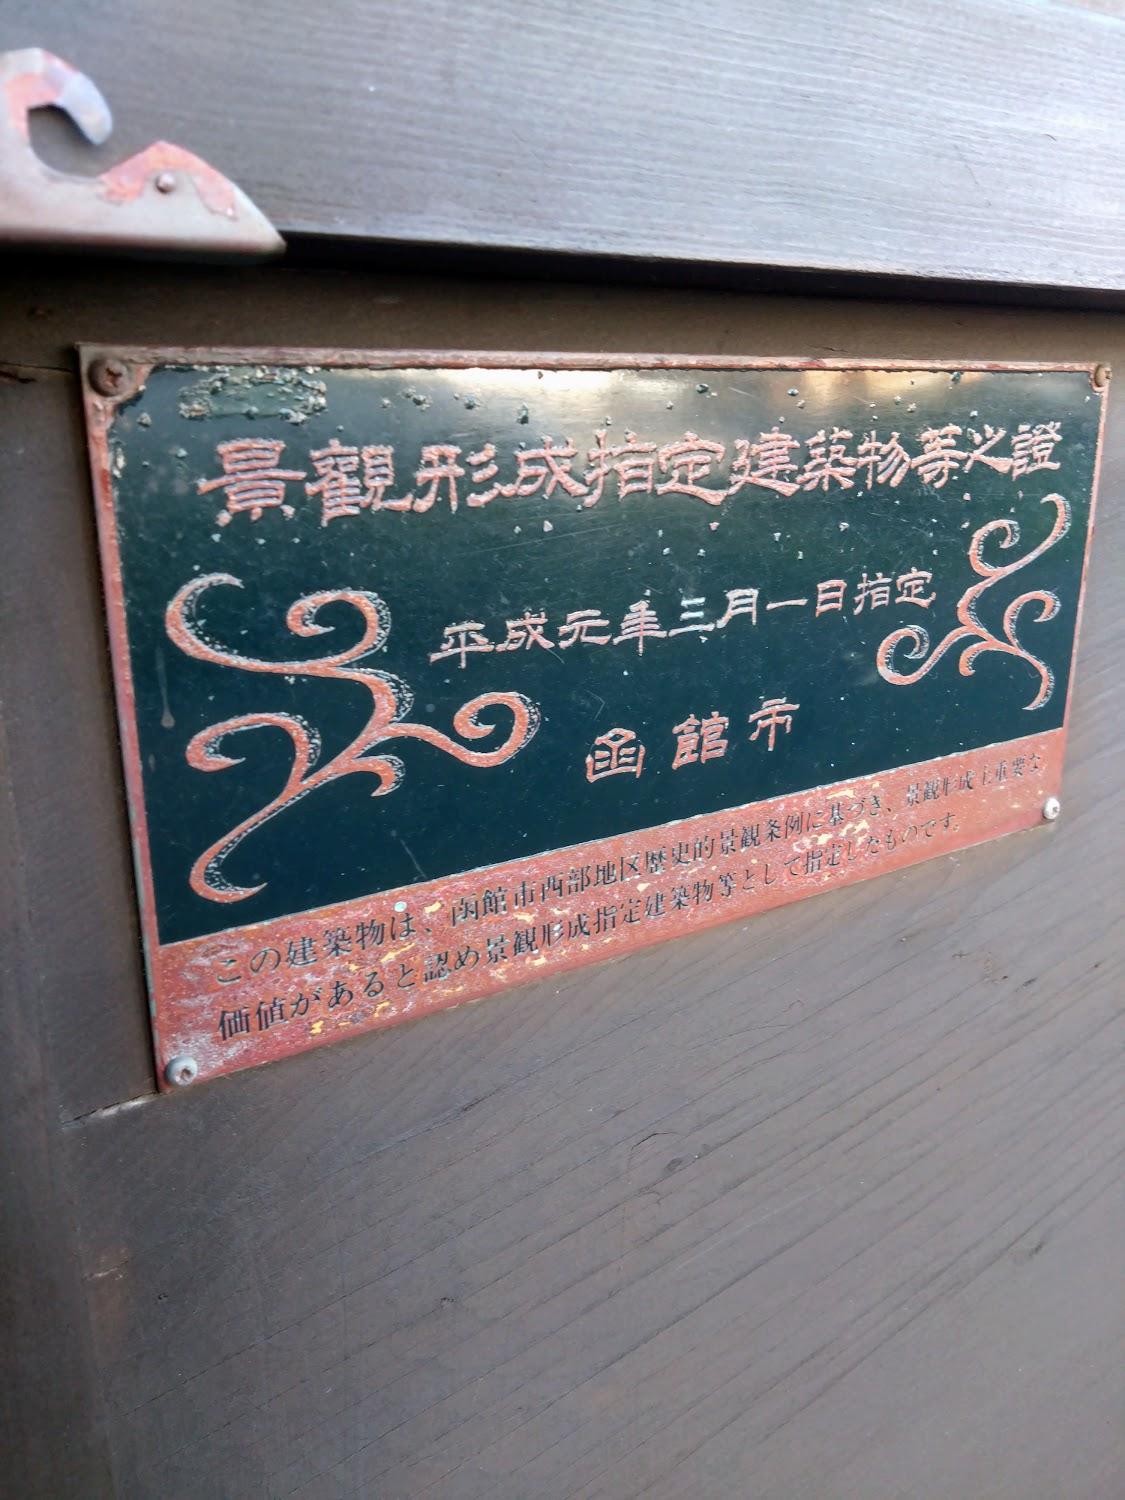 景觀形成指定建築物等之證
平成元年三月一日指定
函館市
この建築物は、函館市西部地区歴史的景観条例に基づき、景観形成上重要な
価値があると認め景観形成指定建築物等として指定したものです。